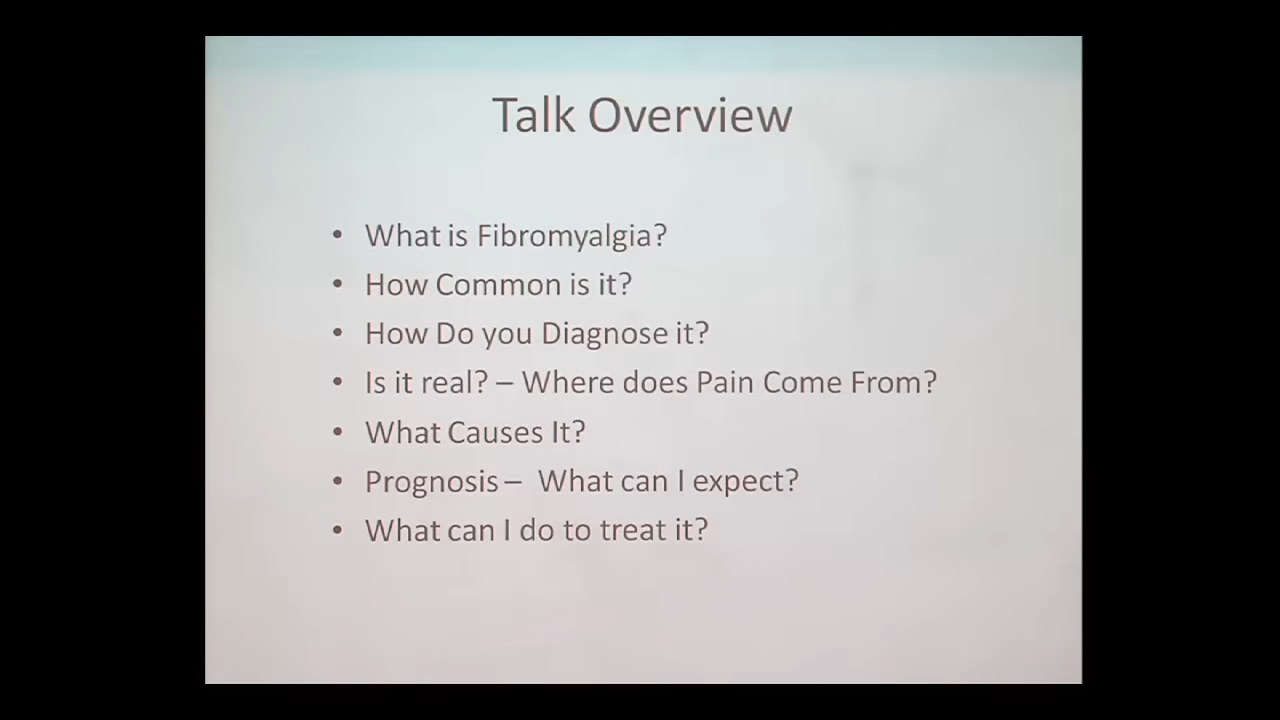 Talk Overview
• What is Fibromyalgia?
• How Common is it?
• How Do you Diagnose it?
• Is it real? – Where does Pain Come From?
• What Causes It?
• Prognosis – What can I expect?
• What can I do to treat it?